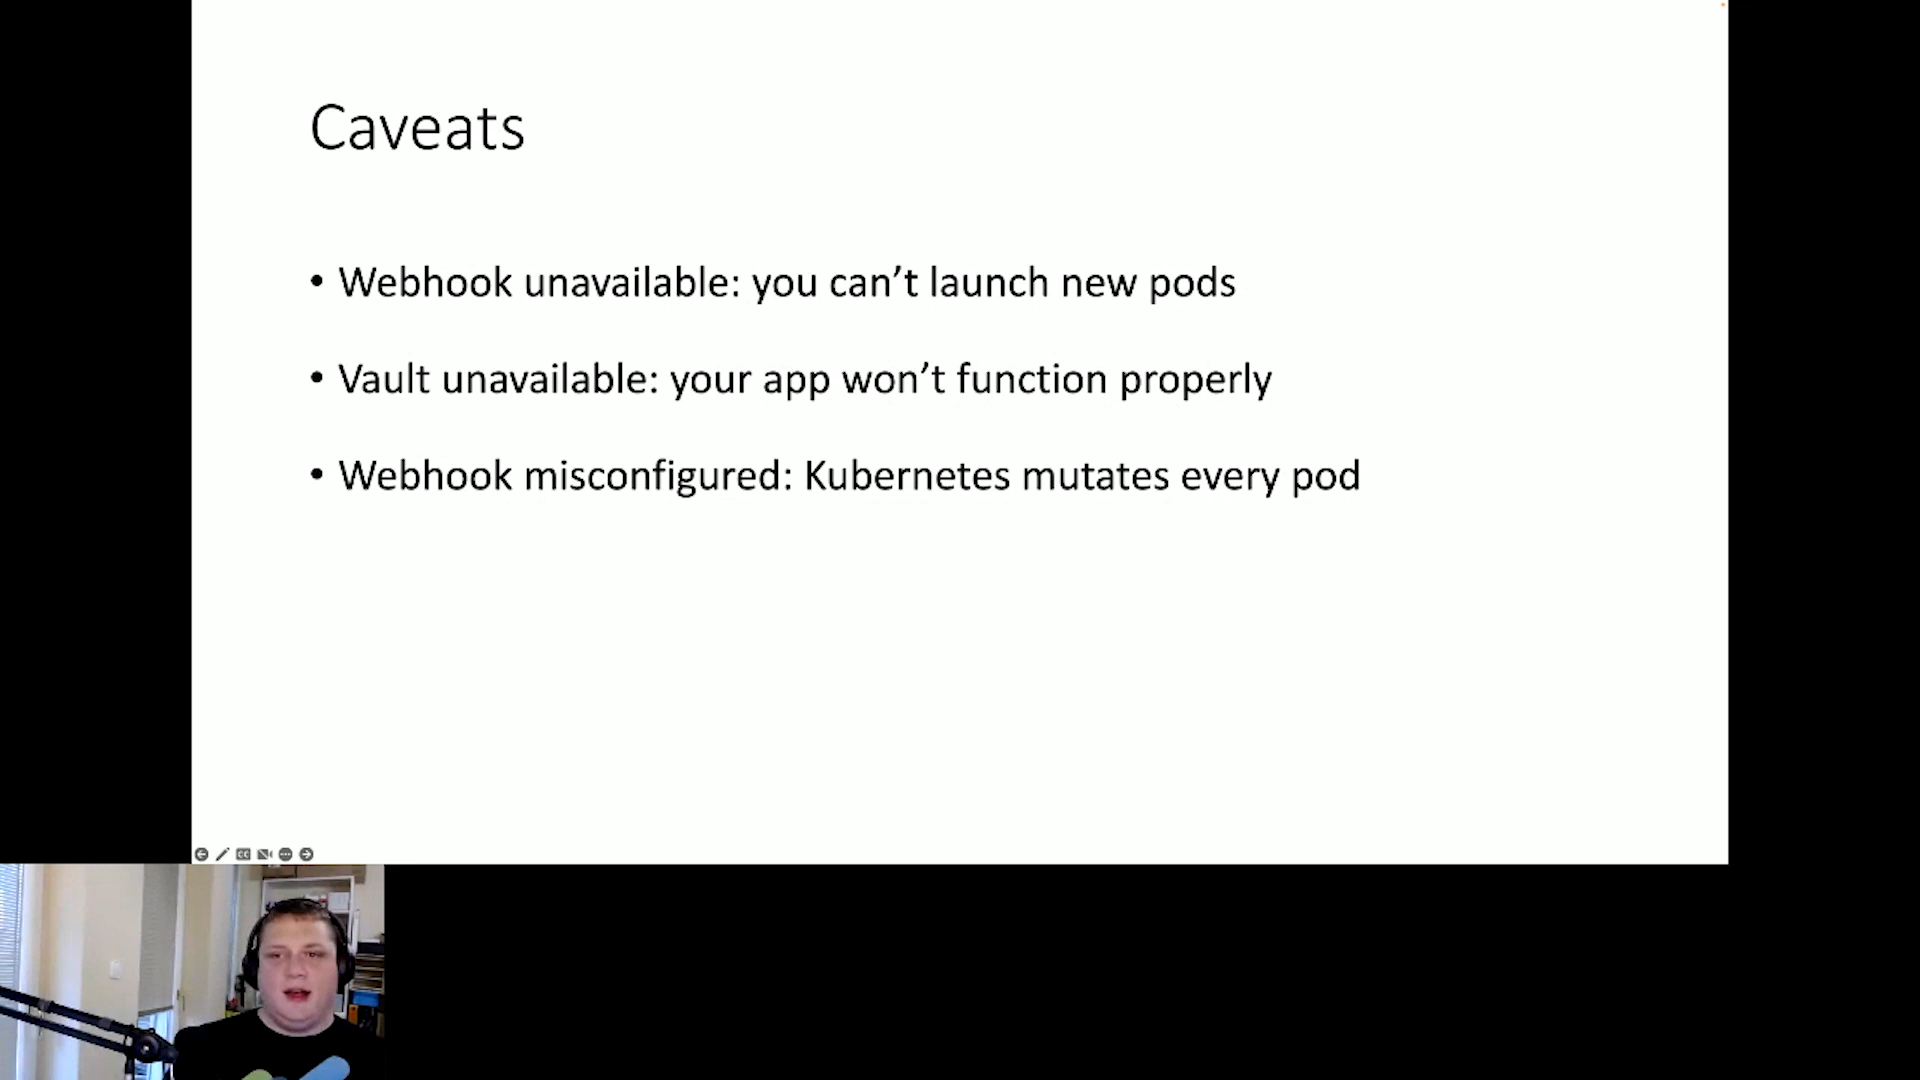 Caveats
• Webhook unavailable: you can’t launch new pods
• Vault unavailable: your app won’t function properly
• Webhook misconfigured: Kubernetes mutates every pod